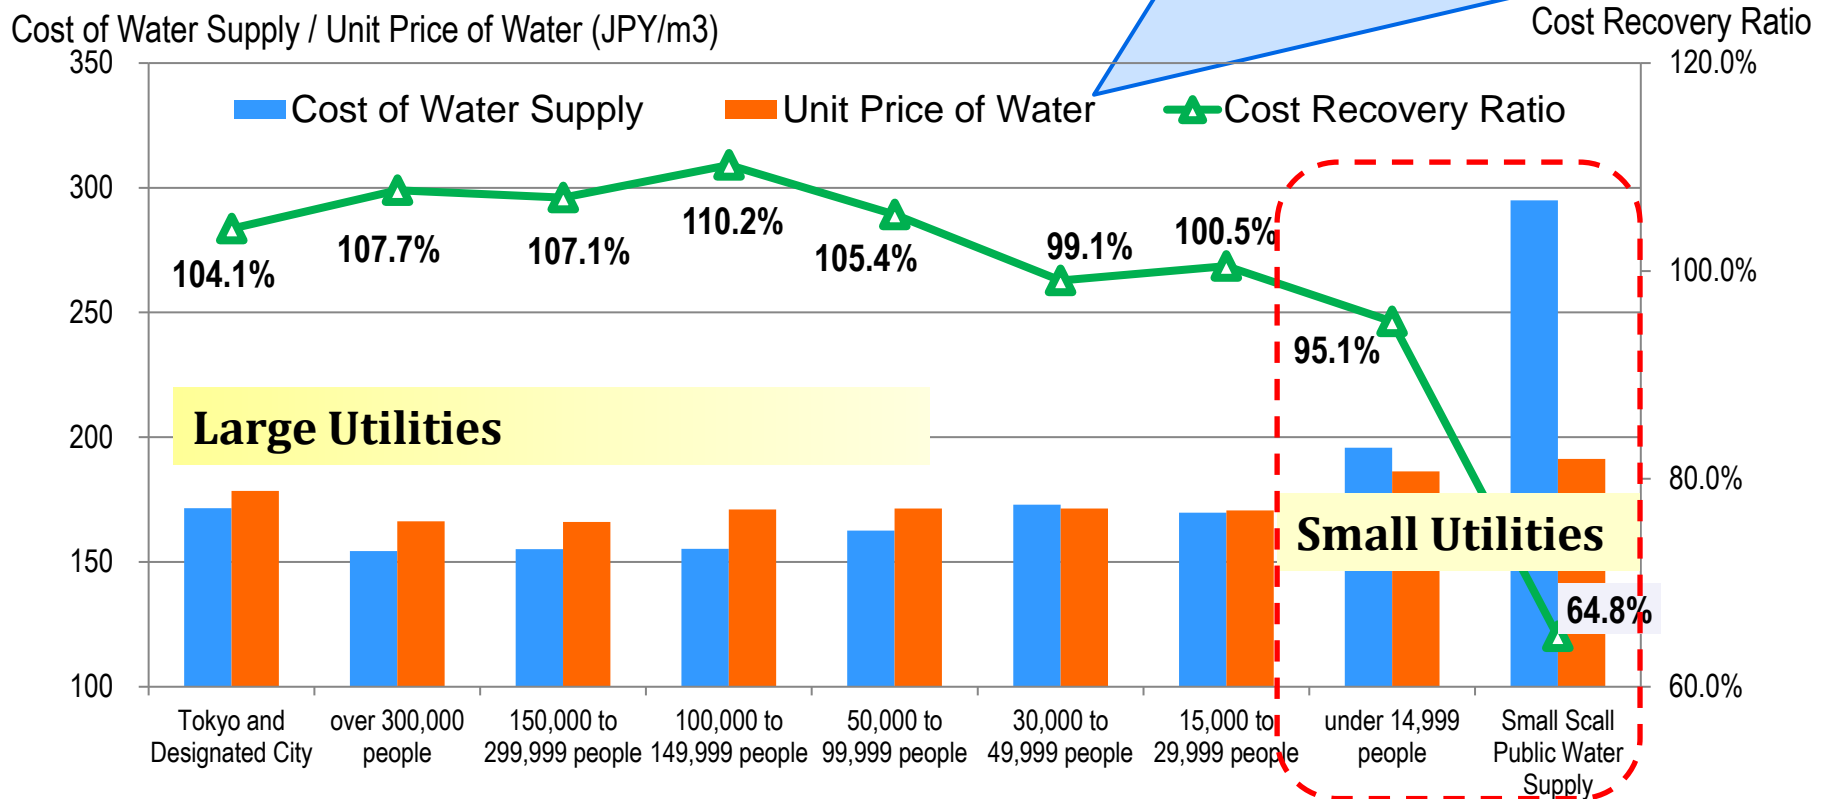 Cost of Water Supply / Unit Price of Water (JPY/m3)
Cost Recovery Ratio
350
120.0%
Cost of Water Supply
Unit Price of Water
Cost Recovery Ratio
300
104.1%
107.7%
107.1%
110.2%
105.4%
99.1%
100.5%
100.0%
250
95.1%
Large Utilities
200
80.0%
Small Utilities
150
64.8%
100
60.0%
Tokyo and
Designated City
over 300,000
people
150,000 to
299,999 people
100,000 to
149,999 people
50,000 to
99,999 people
30,000 to
49,999 people
15,000 to
29,999 people
under 14,999
people
Small Scall
Public Water
Supply